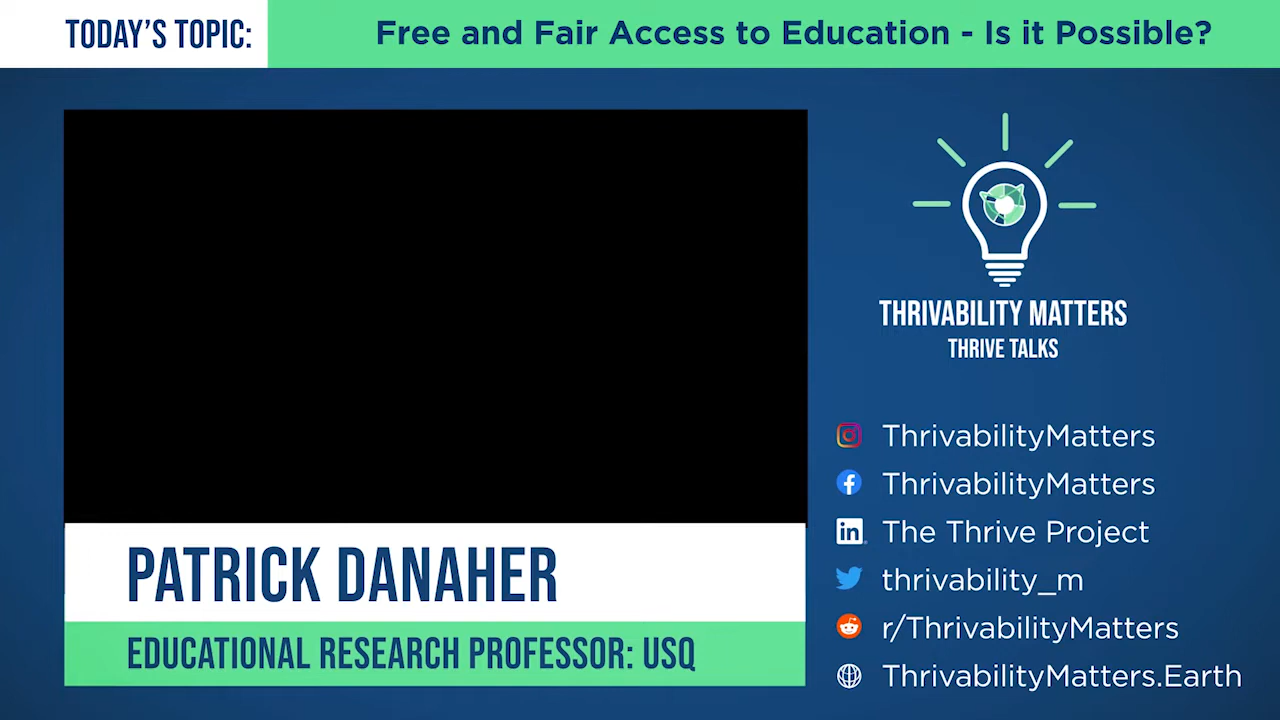 TODAY'S TOPIC:
Free and Fair Access to Education - Is it Possible?
THRIVABILITY MATTERS
THRIVE TALKS
ThrivabilityMatters
ThrivabilityMatters
The Thrive Project
thrivability_m
r/ThrivabilityMatters
ThrivabilityMatters.Earth
PATRICK DANAHER
EDUCATIONAL RESEARCH PROFESSOR: USQ